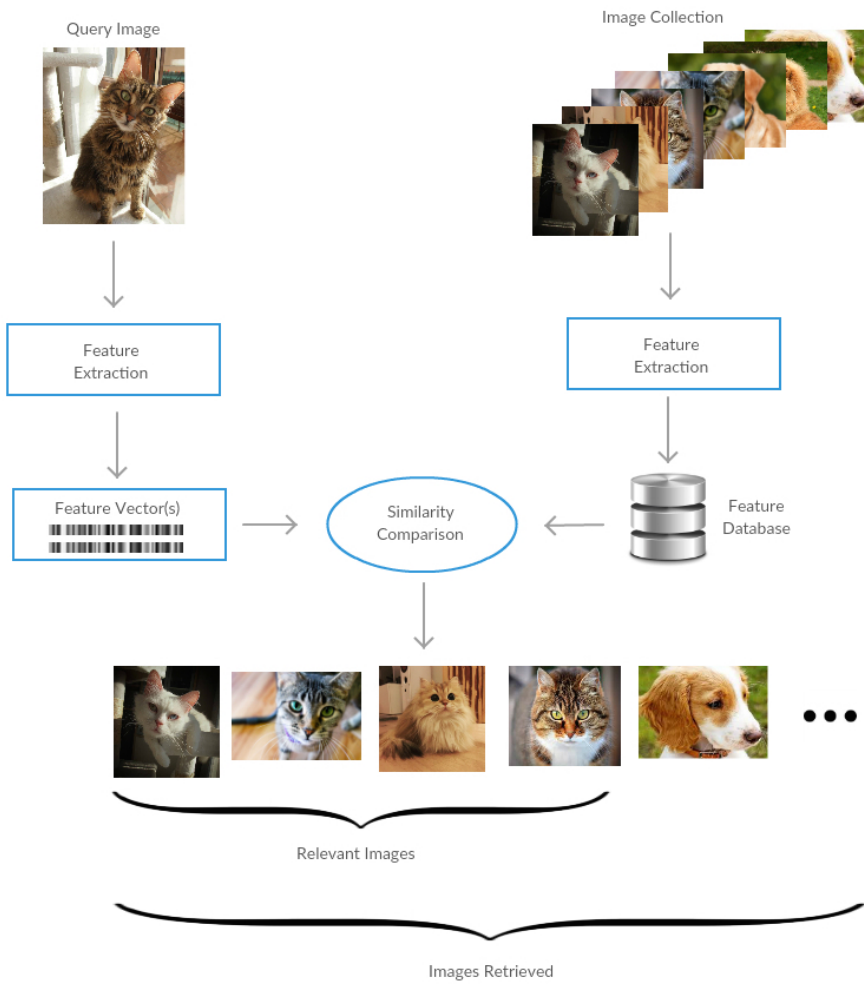 Query Image
Image Collection
Feature
Extraction
Feature
Extraction
Feature Vector(s)
Similarity
Comparison
Feature
Database
Relevant Images
Images Retrieved